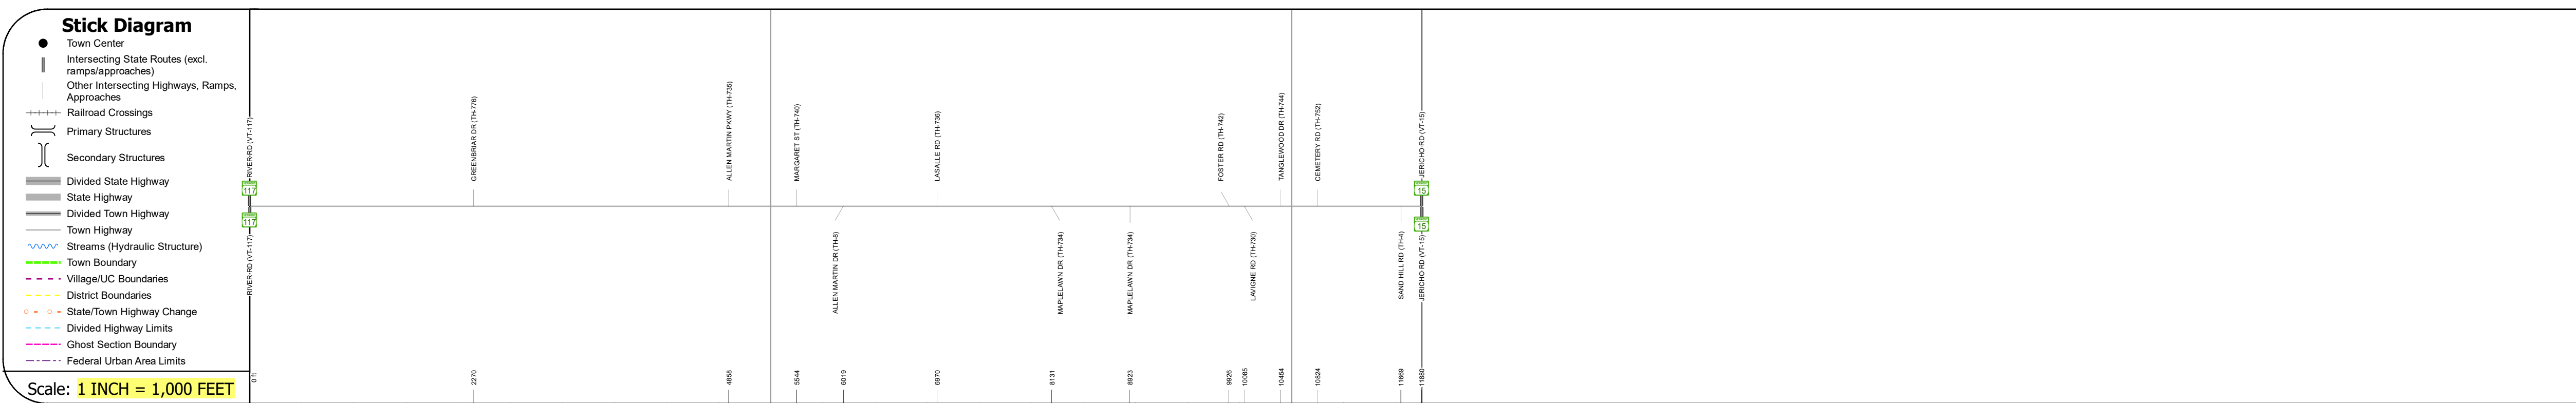 Stick Diagram
Town Center
Intersecting State Routes (excl.
ramps/approaches)
Other Intersecting Highways, Ramps,
Approaches
Railroad Crossings
Primary Structures
Secondary Structures
Divided State Highway
State Highway
Divided Town Highway
Town Highway
Streams (Hydraulic Structure)
Town Boundary
Village/UC Boundaries
District Boundaries
State/Town Highway Change
Divided Highway Limits
Ghost Section Boundary
Federal Urban Area Limits
Scale: 1 INCH = 1,000 FEET
RIVER-RD (VT-117)
GREENBRIAR DR (TH-776)
ALLEN MARTIN PKWY (TH-735)
MARGARET ST (TH-740)
LASALLE RD (TH-736)
FOSTER RD (TH-742)
TANGLEWOOD DR (TH-744)
CEMETERY RD (TH-752)
JERICHO RD (VT-15)
117
15
117
15
RIVER-RD (VT-117)
ALLEN MARTIN DR (TH-8)
MAPLELAWN DR (TH-734)
MAPLELAWN DR (TH-734)
LAVIGNE RD (TH-730)
SAND HILL RD (TH-4)
JERICHO RD (VT-15)
0 ft
2270
4858
5544
6019
6970
8131
8923
9926
10085
10454
10824
11669
11880